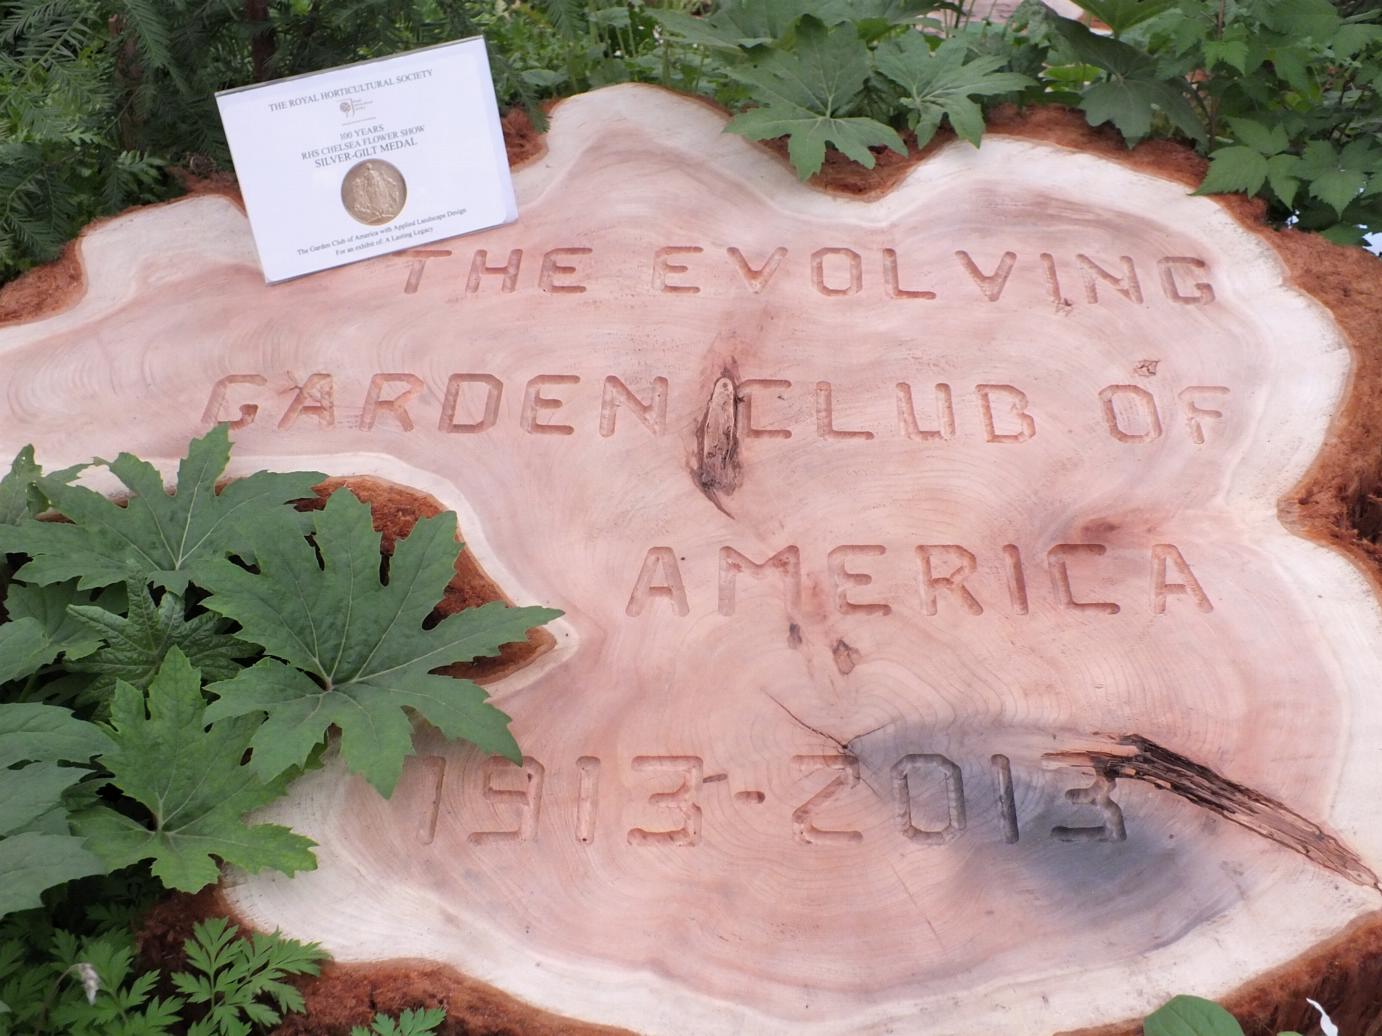 THE ROYAL HORTICULTURAL SOCIETY
100 YEARS
RHS CHELSEA FLOWER SHOW
SILVER-GILT MEDAL
The Garden Club of America with Applied Landscape Design
For an exhibit of: A Lasting Legacy
THE EVOLVING
GARDEN CLUB OF
AMERICA
1913-2013